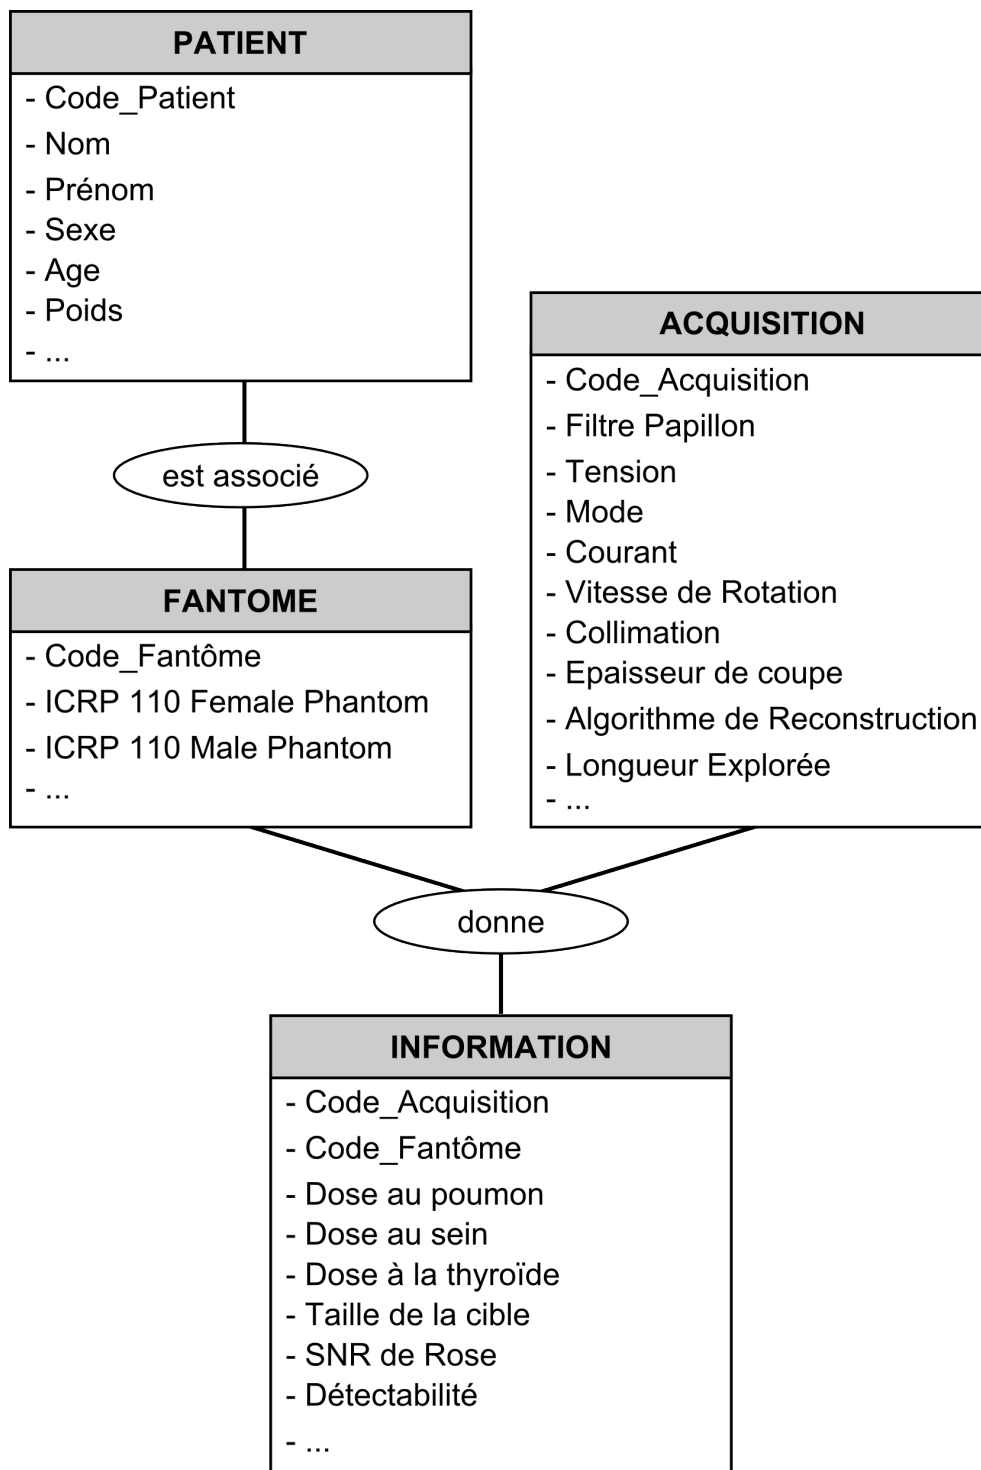 PATIENT
- Code_Patient
- Nom
- Prénom
- Sexe
- Age
- Poids
- ...
est associé
FANTOME
- Code_Fantôme
- ICRP 110 Female Phantom
- ICRP 110 Male Phantom
- ...
ACQUISITION
- Code_Acquisition
- Filtre Papillon
- Tension
- Mode
- Courant
- Vitesse de Rotation
- Collimation
- Epaisseur de coupe
- Algorithme de Reconstruction
- Longueur Explorée
- ...
donne
INFORMATION
- Code_Acquisition
- Code_Fantôme
- Dose au poumon
- Dose au sein
- Dose à la thyroïde
- Taille de la cible
- SNR de Rose
- Détectabilité
- ...